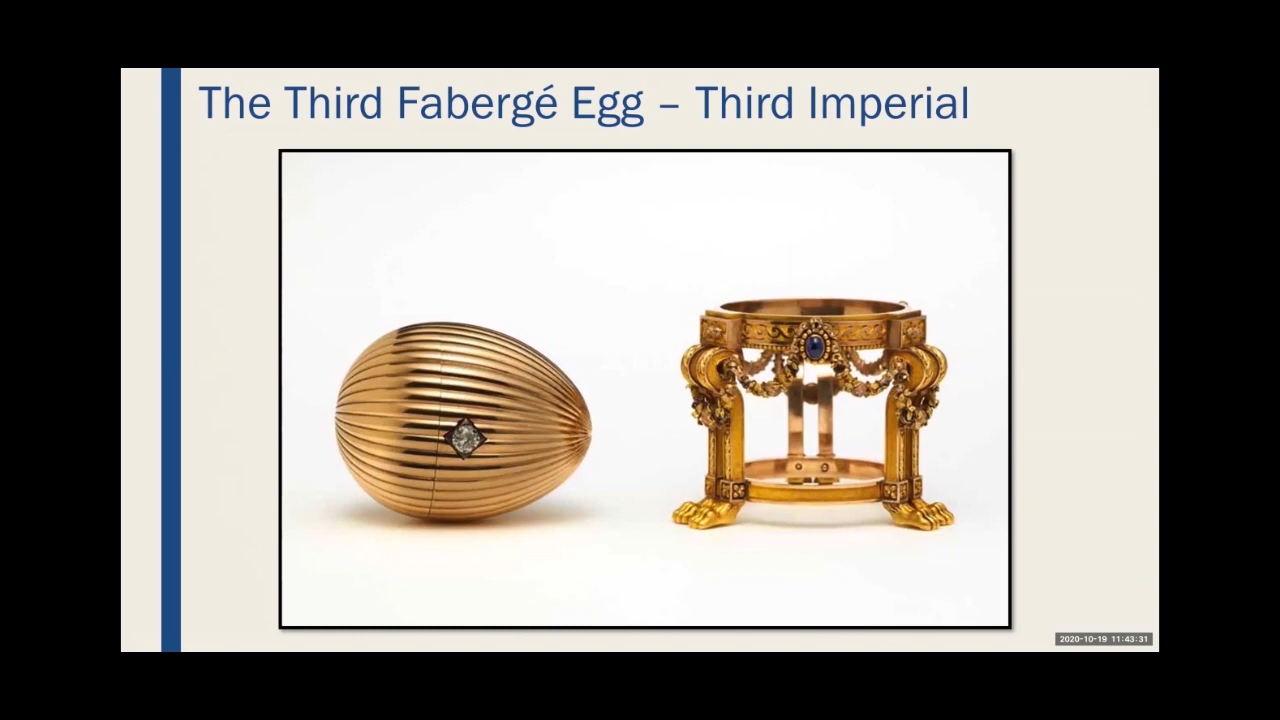 The Third Fabergé Egg – Third Imperial
2020-10-19 11:43:31